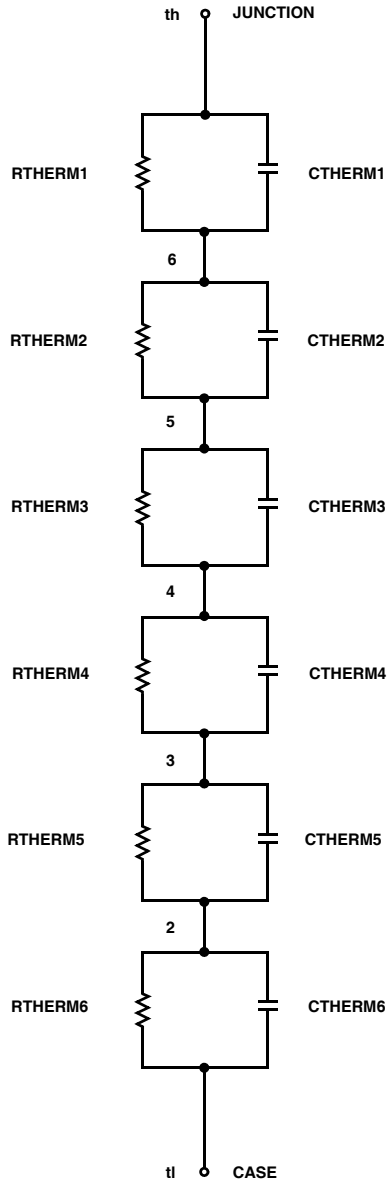 th JUNCTION
RTHERM1 CTHERM1
6
RTHERM2 CTHERM2
5
RTHERM3 CTHERM3
4
RTHERM4 CTHERM4
3
RTHERM5 CTHERM5
2
RTHERM6 CTHERM6
tl CASE